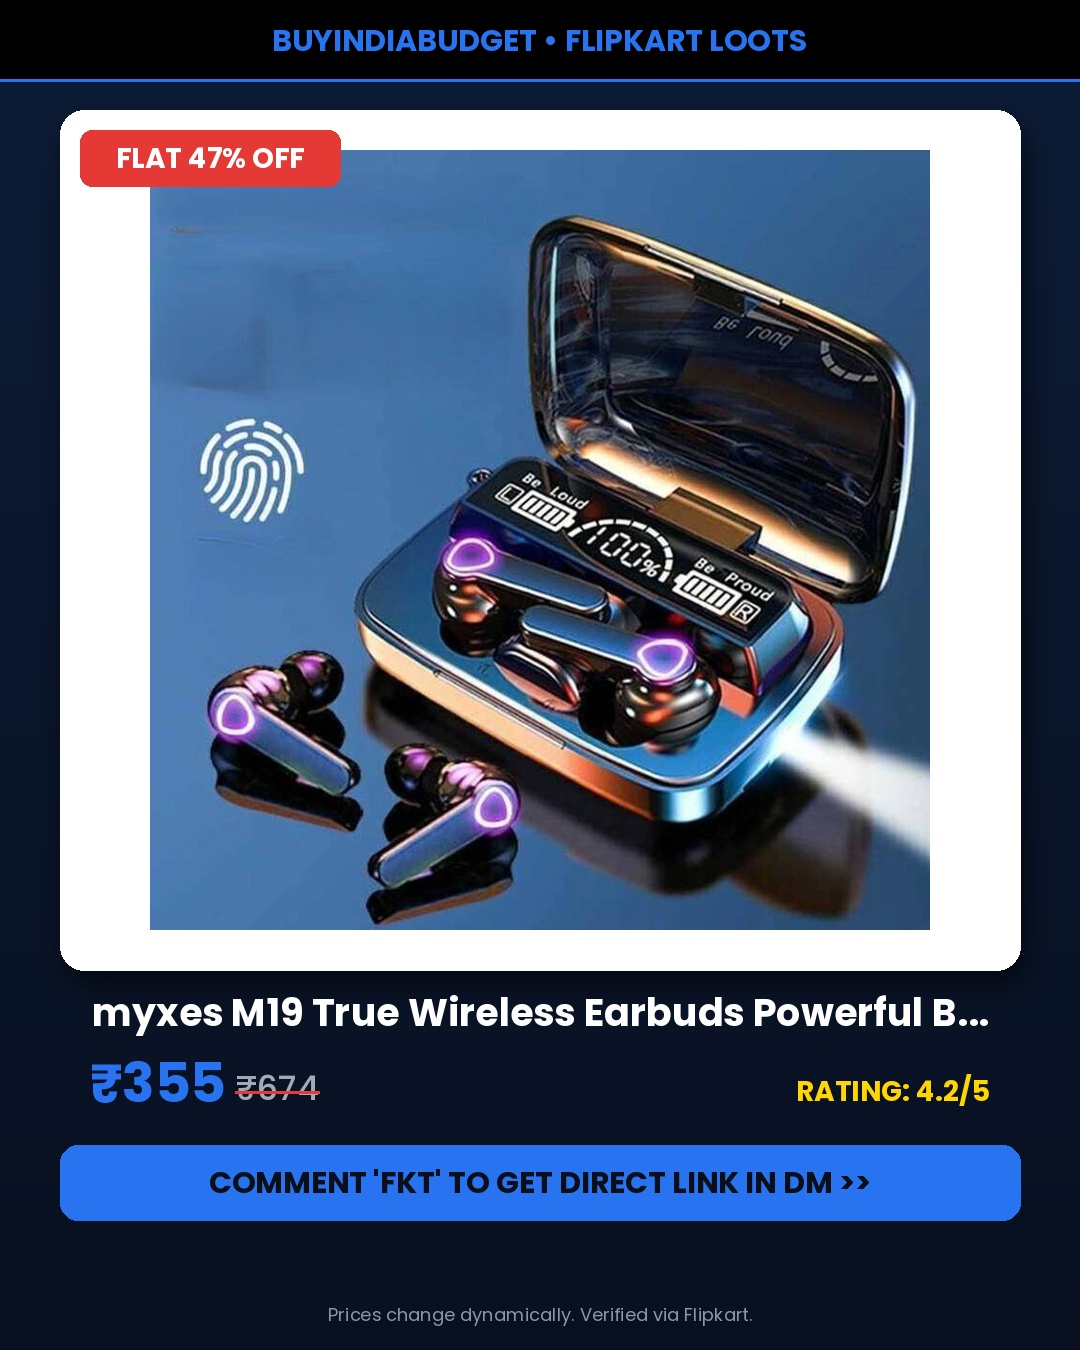 BUYINDIABUDGET • FLIPKART LOOTS
FLAT 47% OFF
Be Loud
Be Loud
L
100%
Be Proud
R
myxes M19 True Wireless Earbuds Powerful B...
₹355 ₹674
RATING: 4.2/5
COMMENT 'FKT' TO GET DIRECT LINK IN DM >>
Prices change dynamically. Verified via Flipkart.